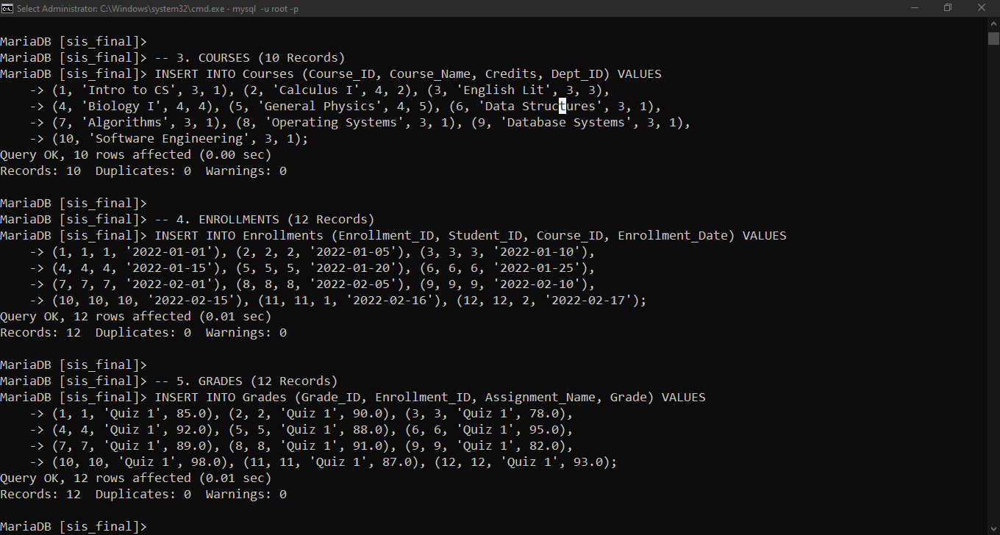 Select Administrator: C:\Windows\system32\cmd.exe - mysql  -u root -p
MariaDB [sis_final]>
MariaDB [sis_final]> -- 3. COURSES (10 Records)
MariaDB [sis_final]> INSERT INTO Courses (Course_ID, Course_Name, Credits, Dept_ID) VALUES
    -> (1, 'Intro to CS', 3, 1), (2, 'Calculus I', 4, 2), (3, 'English Lit', 3, 3),
    -> (4, 'Biology I', 4, 4), (5, 'General Physics', 4, 5), (6, 'Data Structures', 3, 1),
    -> (7, 'Algorithms', 3, 1), (8, 'Operating Systems', 3, 1), (9, 'Database Systems', 3, 1),
    -> (10, 'Software Engineering', 3, 1);
Query OK, 10 rows affected (0.00 sec)
Records: 10  Duplicates: 0  Warnings: 0
MariaDB [sis_final]>
MariaDB [sis_final]> -- 4. ENROLLMENTS (12 Records)
MariaDB [sis_final]> INSERT INTO Enrollments (Enrollment_ID, Student_ID, Course_ID, Enrollment_Date) VALUES
    -> (1, 1, 1, '2022-01-01'), (2, 2, 2, '2022-01-05'), (3, 3, 3, '2022-01-10'),
    -> (4, 4, 4, '2022-01-15'), (5, 5, 5, '2022-01-20'), (6, 6, 6, '2022-01-25'),
    -> (7, 7, 7, '2022-02-01'), (8, 8, 8, '2022-02-05'), (9, 9, 9, '2022-02-10'),
    -> (10, 10, 10, '2022-02-15'), (11, 11, 1, '2022-02-16'), (12, 12, 2, '2022-02-17');
Query OK, 12 rows affected (0.01 sec)
Records: 12  Duplicates: 0  Warnings: 0
MariaDB [sis_final]>
MariaDB [sis_final]> -- 5. GRADES (12 Records)
MariaDB [sis_final]> INSERT INTO Grades (Grade_ID, Enrollment_ID, Assignment_Name, Grade) VALUES
    -> (1, 1, 'Quiz 1', 85.0), (2, 2, 'Quiz 1', 90.0), (3, 3, 'Quiz 1', 78.0),
    -> (4, 4, 'Quiz 1', 92.0), (5, 5, 'Quiz 1', 88.0), (6, 6, 'Quiz 1', 95.0),
    -> (7, 7, 'Quiz 1', 89.0), (8, 8, 'Quiz 1', 91.0), (9, 9, 'Quiz 1', 82.0),
    -> (10, 10, 'Quiz 1', 98.0), (11, 11, 'Quiz 1', 87.0), (12, 12, 'Quiz 1', 93.0);
Query OK, 12 rows affected (0.01 sec)
Records: 12  Duplicates: 0  Warnings: 0
MariaDB [sis_final]>